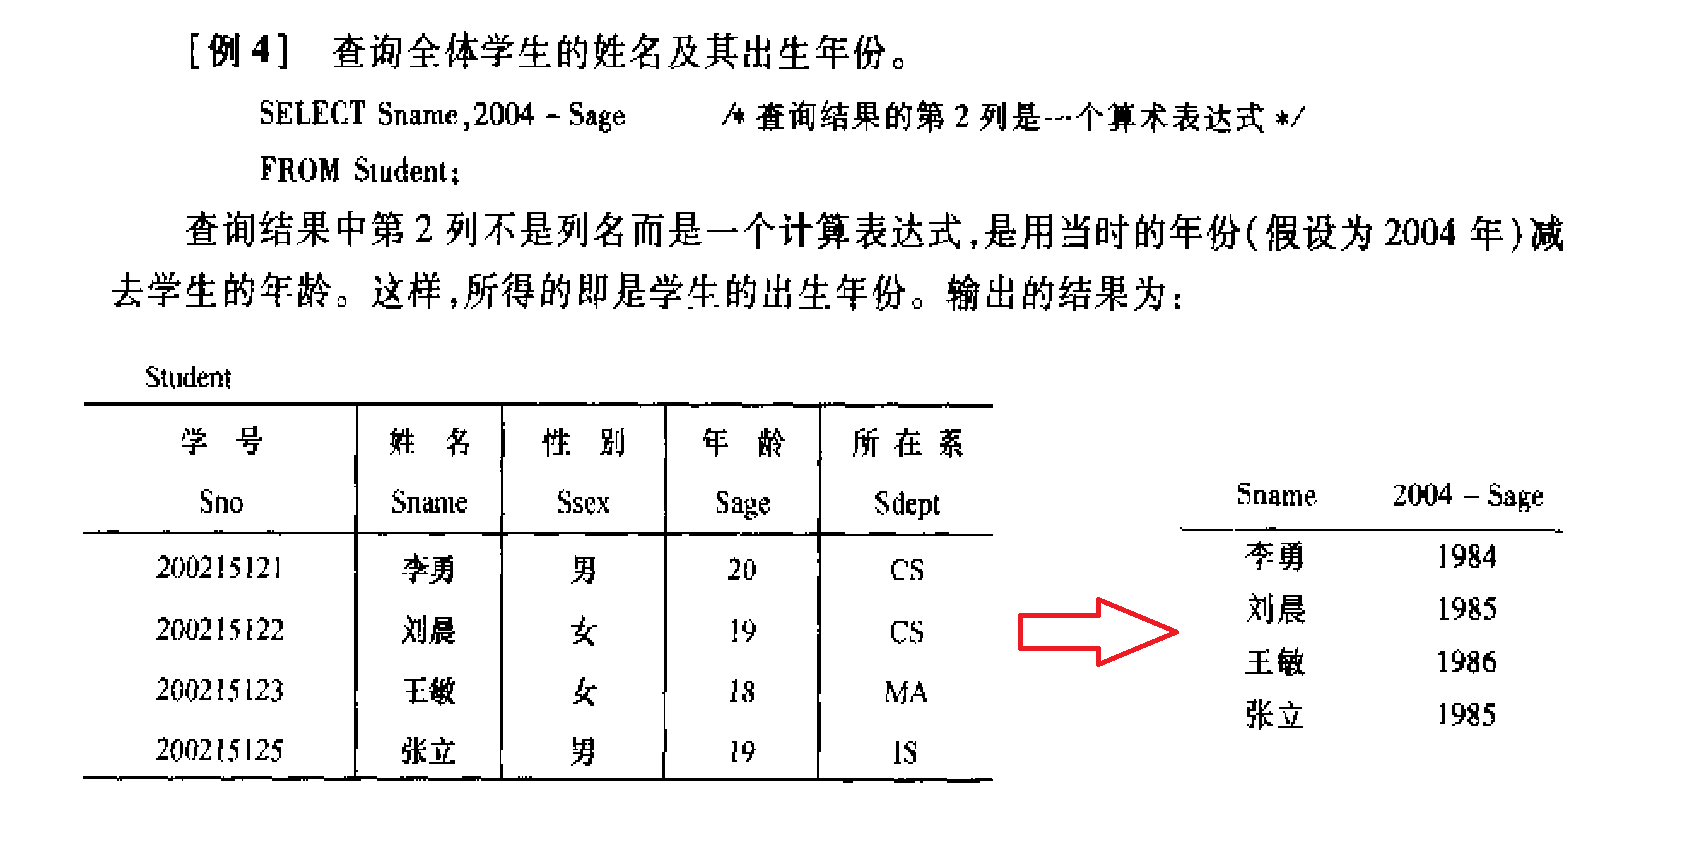 [例4] 查询全体学生的姓名及其出生年份。
SELECT Sname,2004 - Sage /* 查询结果的第 2 列是一个算术表达式 */
FROM Student;
查询结果中第 2 列不是列名而是一个计算表达式,是用当时的年份(假设为 2004 年)减
去学生的年龄。这样,所得的即是学生的出生年份。输出的结果为:
Student
学 号 姓 名 性 别 年 龄 所 在 系
Sno Sname Ssex Sage Sdept
200215121 李勇 男 20 CS
200215122 刘晨 女 19 CS
200215123 王敏 女 18 MA
200215125 张立 男 19 IS
Sname 2004 - Sage
李勇 1984
刘晨 1985
王敏 1986
张立 1985